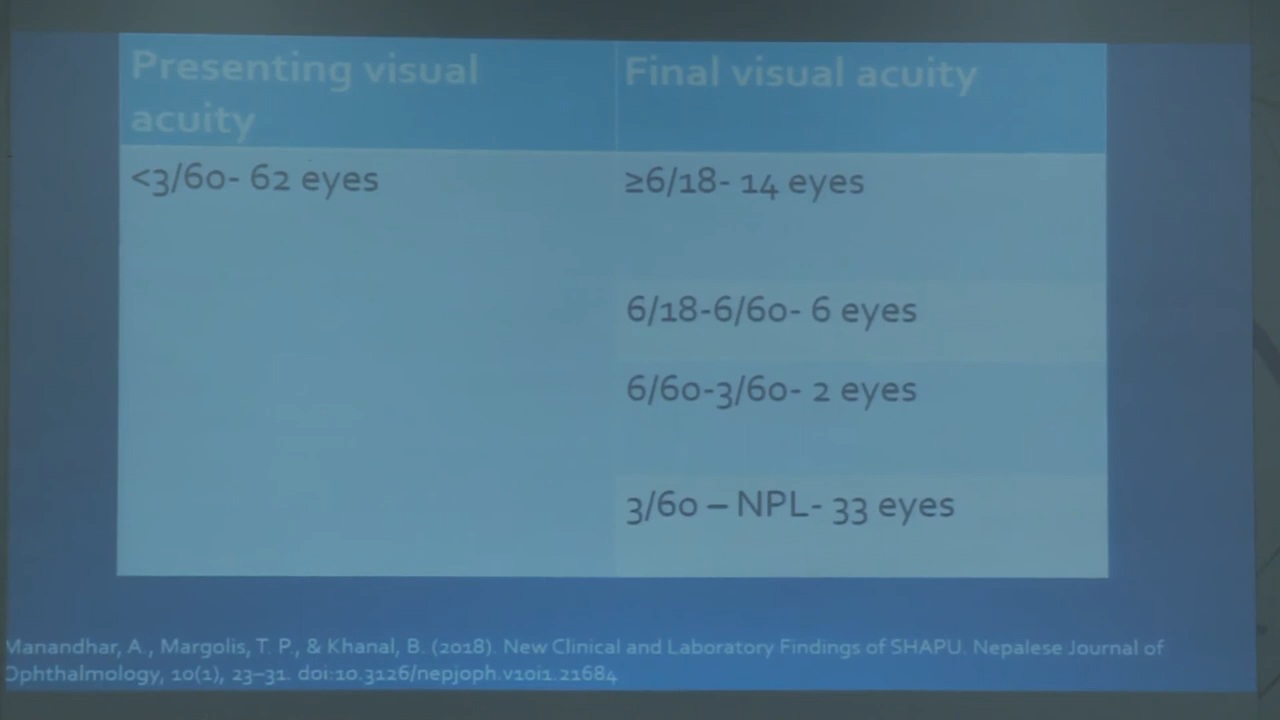 Presenting visual
acuity
Final visual acuity
<3/60- 62 eyes
≥6/18- 14 eyes
6/18-6/60- 6 eyes
6/60-3/60- 2 eyes
3/60 – NPL- 33 eyes
Manandhar, A., Margolis, T. P., & Khanal, B. (2018). New Clinical and Laboratory Findings of SHAPU. Nepalese Journal of
Ophthalmology, 10(1), 23–31. doi:10.3126/nepjoph.v10i1.21684